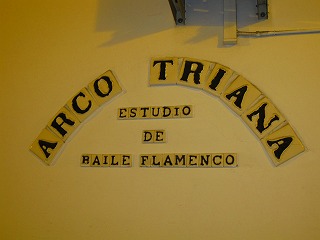 ARCO TRIANA
ESTUDIO
DE
BAILE FLAMENCO